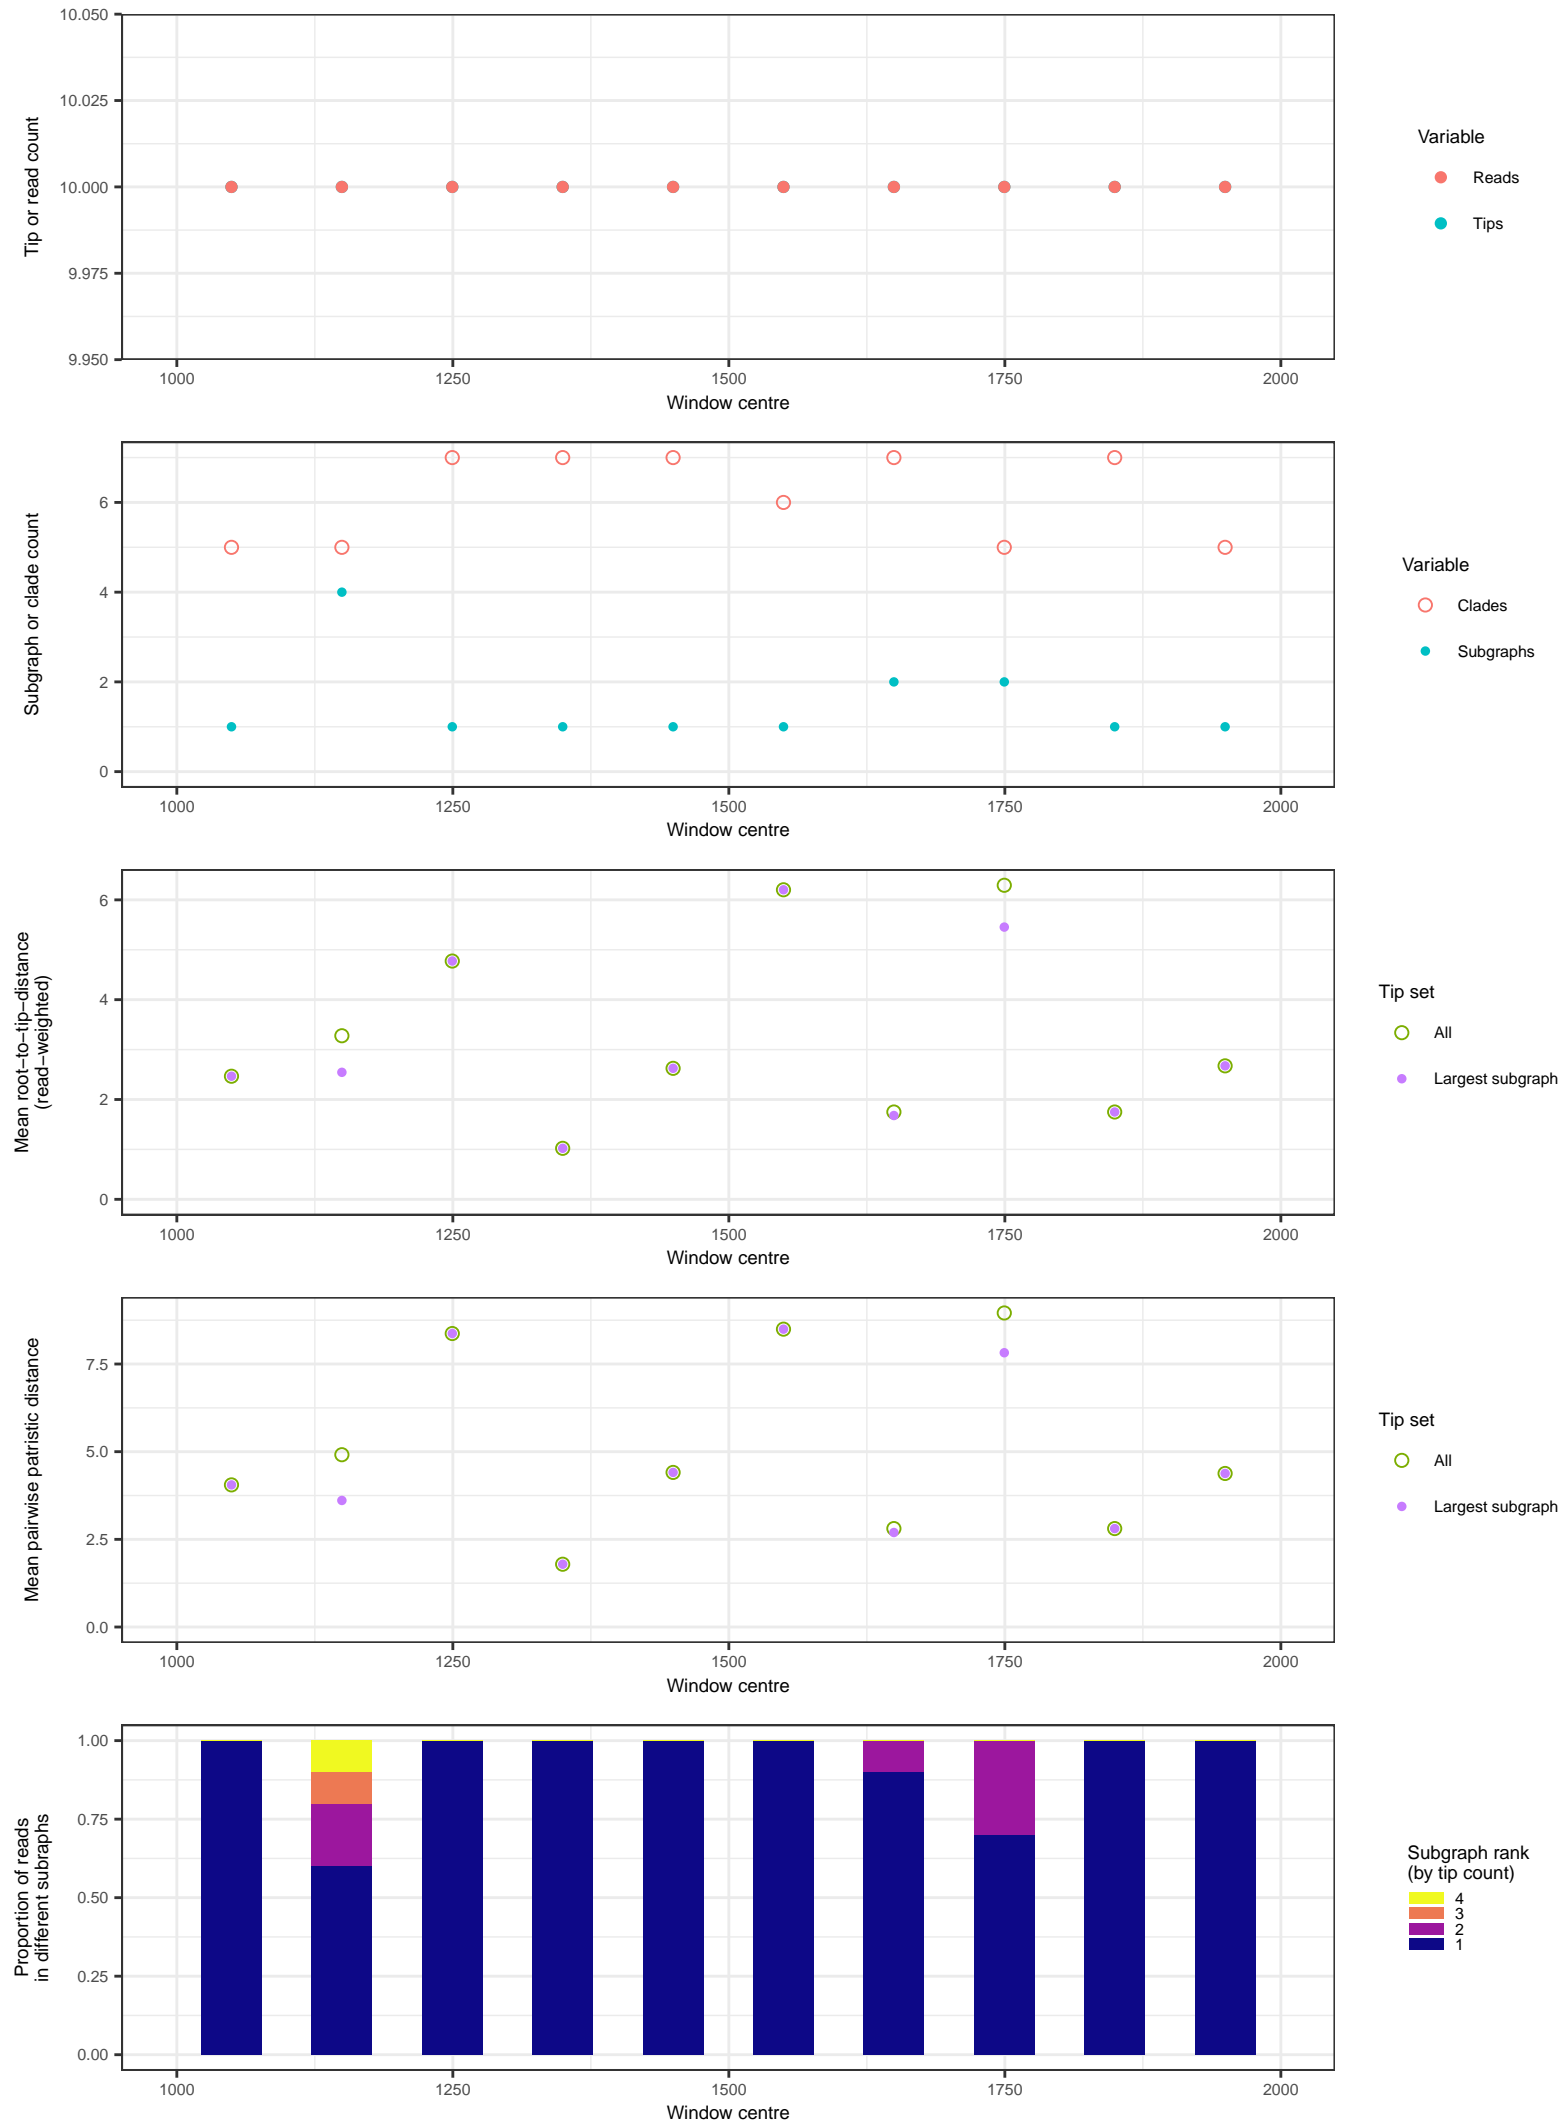 10.050
10.025
10.000
9.975
9.950
Tip or read count
1000 1250 1500 1750 2000
Window centre
Variable
Reads
Tips
6
4
2
0
Subgraph or clade count
1000 1250 1500 1750 2000
Window centre
Variable
Clades
Subgraphs
6
4
2
0
Mean root−to−tip−distance
(read−weighted)
1000 1250 1500 1750 2000
Window centre
Tip set
All
Largest subgraph
7.5
5.0
2.5
0.0
Mean pairwise patristic distance
1000 1250 1500 1750 2000
Window centre
Tip set
All
Largest subgraph
1.00
0.75
0.50
0.25
0.00
Proportion of reads
in different subraphs
1000 1250 1500 1750 2000
Window centre
Subgraph rank
(by tip count)
4
3
2
1